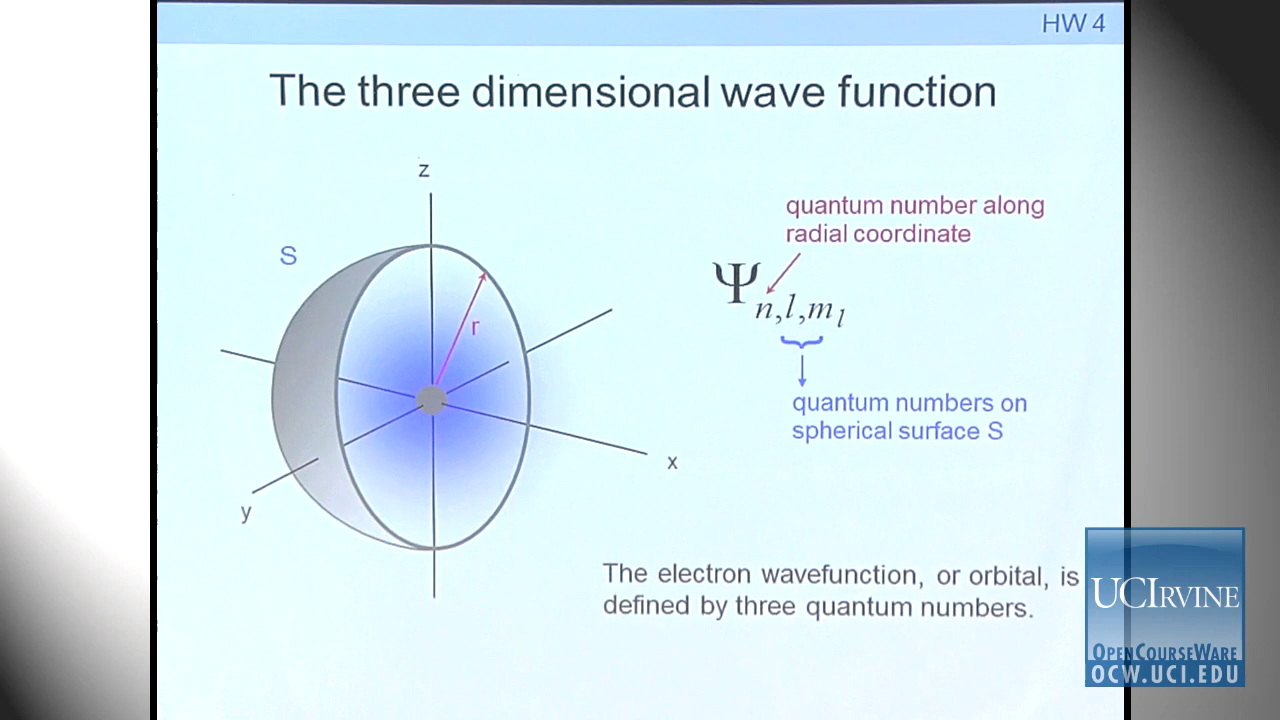 HW 4
The three dimensional wave function
z
S
r
x
y
quantum number along
radial coordinate
Ψn,l,ml
quantum numbers on
spherical surface S
The electron wavefunction, or orbital, is
defined by three quantum numbers.
UCIRVINE
OPENCOURSEWARE
OCW.UCI.EDU